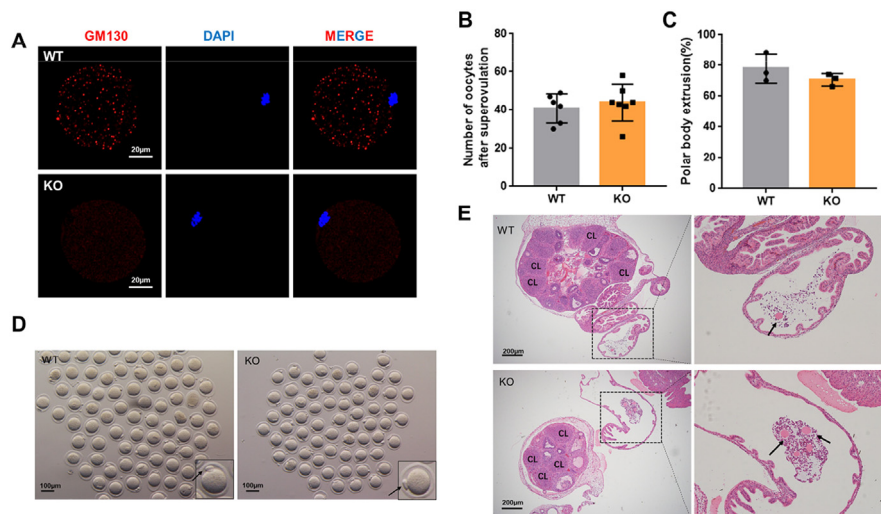 A
GM130
DAPI
MERGE
WT
20μm
KO
20μm
B
Number of oocytes
after superovulation
80
60
40
20
0
WT
KO
C
Polar body extrusion(%)
100
80
60
40
20
0
WT
KO
D
WT
100μm
KO
100μm
E
WT
CL
CL
CL
CL
CL
200μm
KO
CL
CL
CL
CL
200μm